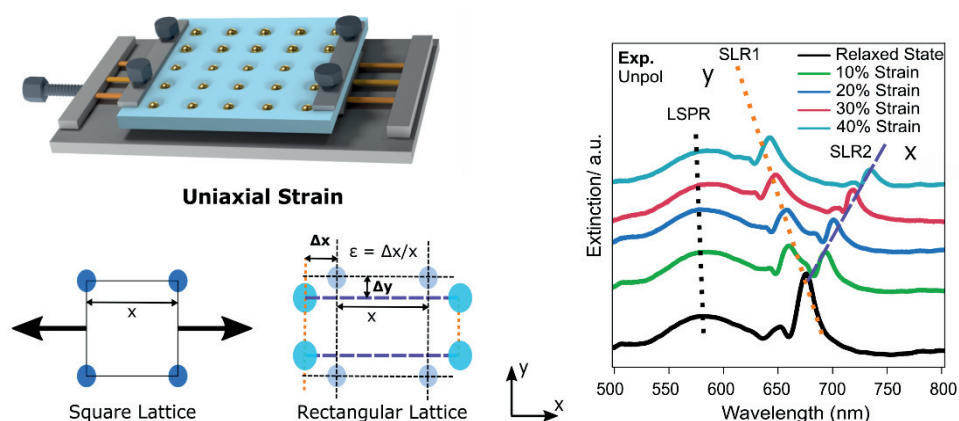 Uniaxial Strain
x
Square Lattice
Δx
ε = Δx/x
Δy
x
Rectangular Lattice
y
x
Exp.
Unpol
SLR1
y
LSPR
Relaxed State
10% Strain
20% Strain
30% Strain
40% Strain
SLR2
x
Extinction/ a.u.
500 550 600 650 700 750 800
Wavelength (nm)